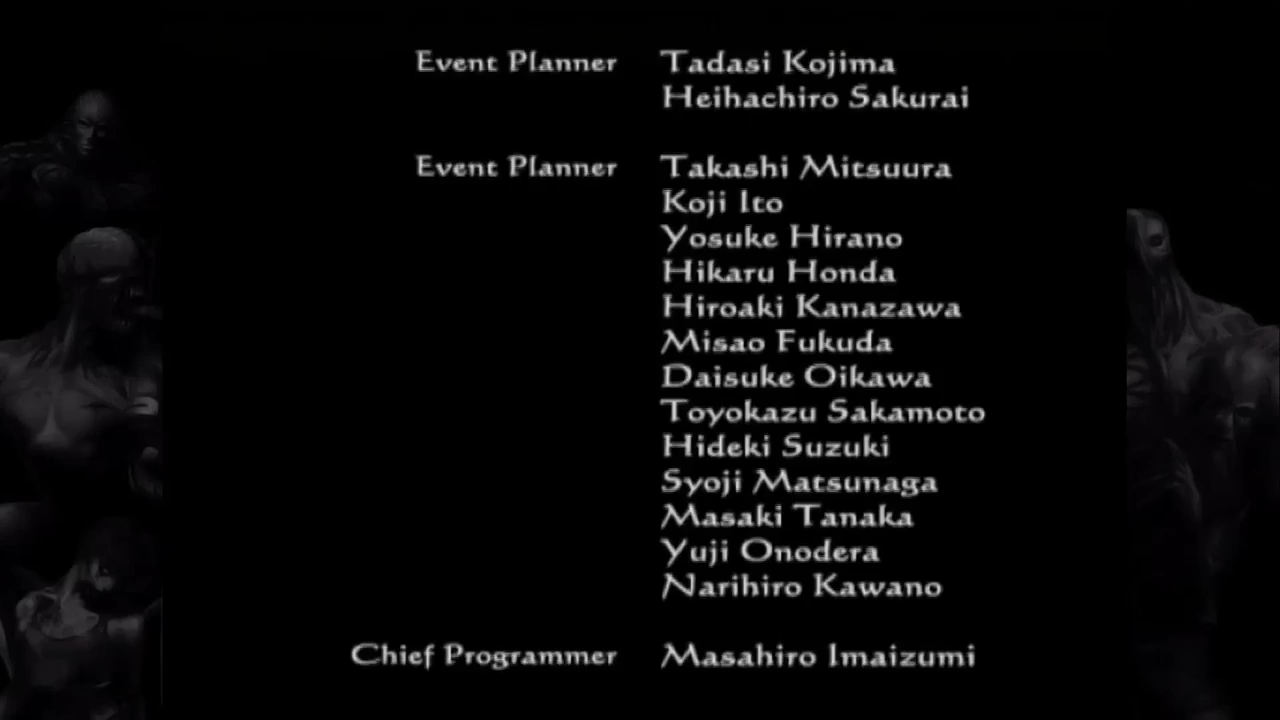 Event Planner Tadasi Kojima
Heihachiro Sakurai
Event Planner Takashi Mitsuura
Koji Ito
Yosuke Hirano
Hikaru Honda
Hiroaki Kanazawa
Misao Fukuda
Daisuke Oikawa
Toyokazu Sakamoto
Hideki Suzuki
Syoji Matsunaga
Masaki Tanaka
Yuji Onodera
Narihiro Kawano
Chief Programmer Masahiro Imaizumi